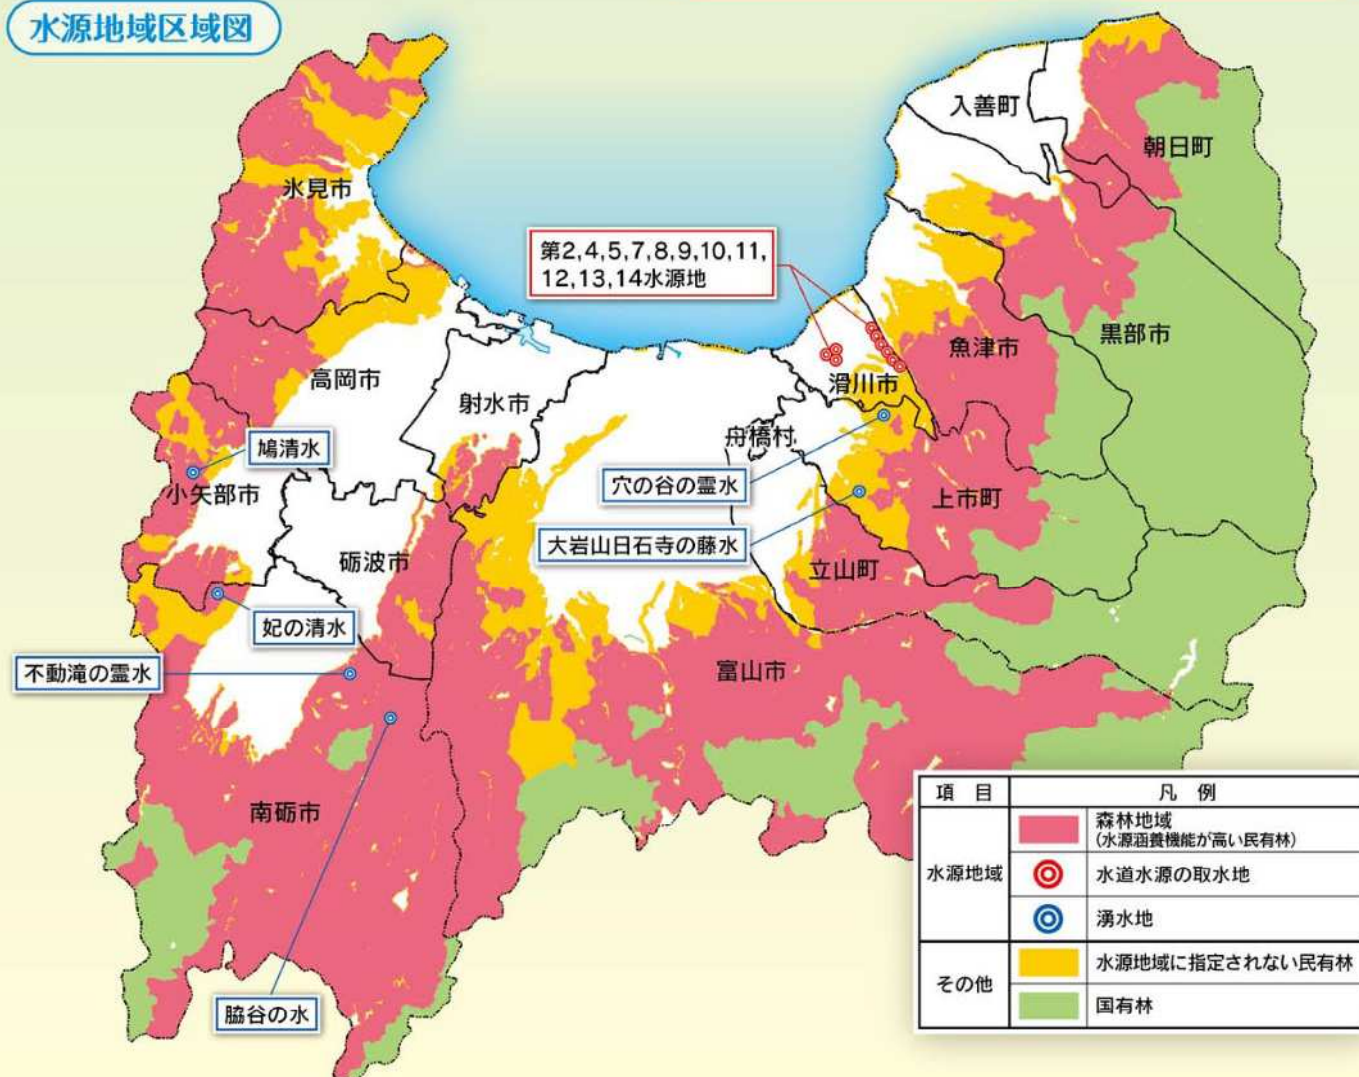 水源地域区域図
入善町
朝日町
氷見市
第2,4,5,7,8,9,10,11,
12,13,14水源地
黒部市
魚津市
高岡市
滑川市
射水市
舟橋村
鳩清水
穴の谷の霊水
小矢部市
上市町
大岩山日石寺の藤水
砺波市
立山町
妃の清水
不動滝の霊水
富山市
南砺市
脇谷の水
項目 凡例
水源地域
森林地域
(水源涵養機能が高い民有林)
水道水源の取水地
湧水地
その他
水源地域に指定されない民有林
国有林